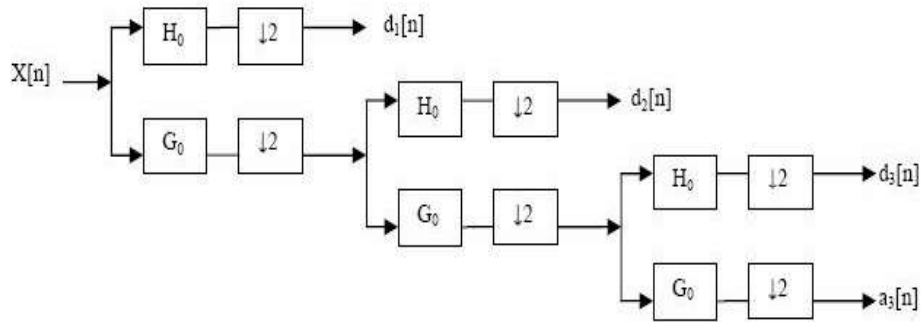 H₀ ↓2 d₁[n]
X[n]
G₀ ↓2 H₀ ↓2 d₂[n]
G₀ ↓2 H₀ ↓2 d₃[n]
G₀ ↓2 a₃[n]